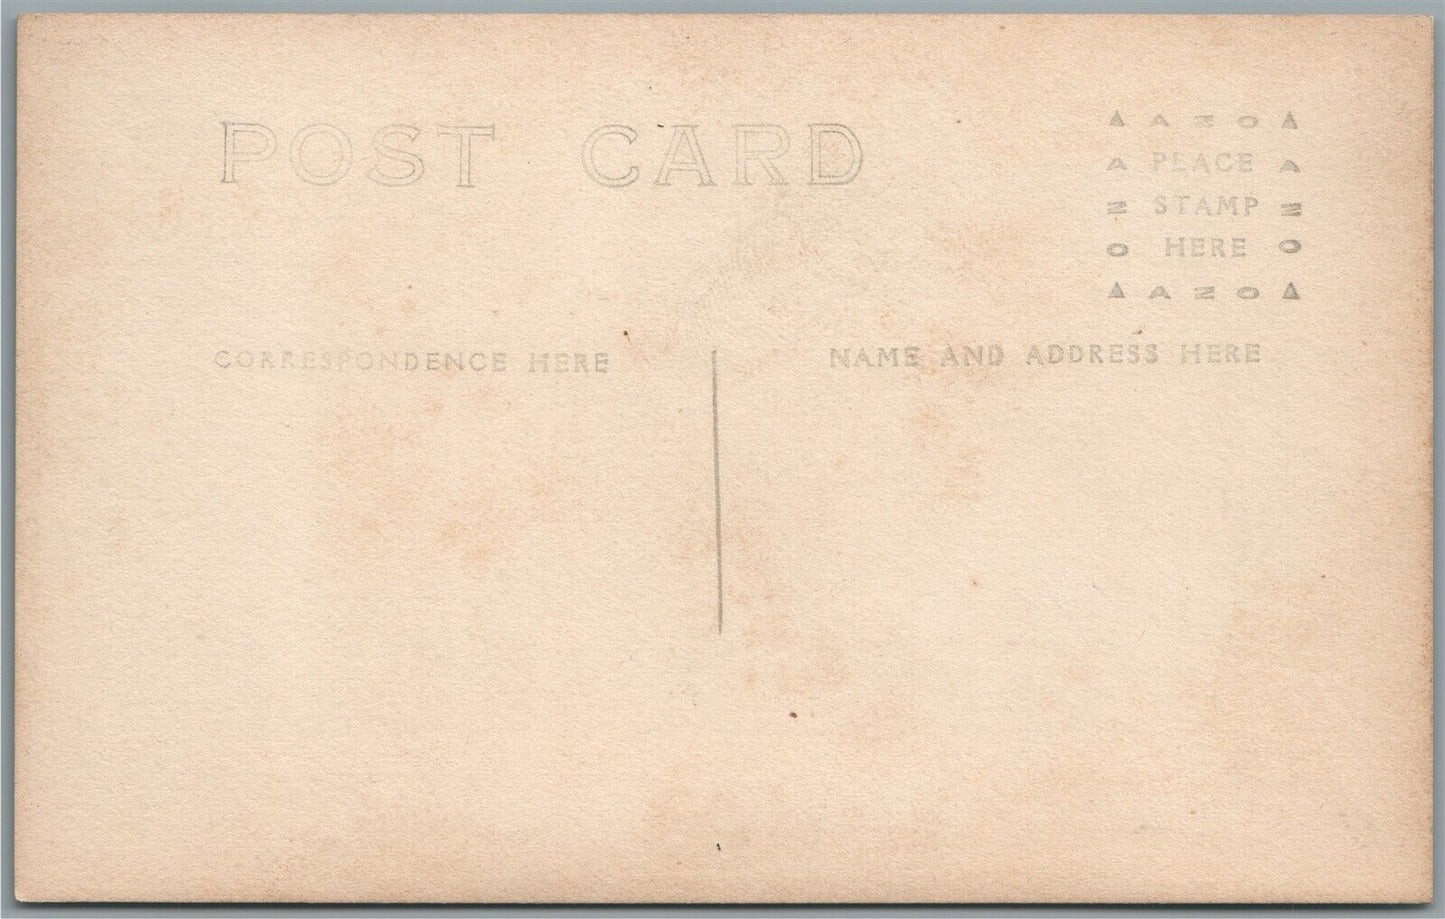 POST CARD
▲ AZO ▲
A PLACE A
Z STAMP Z
O HERE O
▲ AZO ▲
CORRESPONDENCE HERE
NAME AND ADDRESS HERE